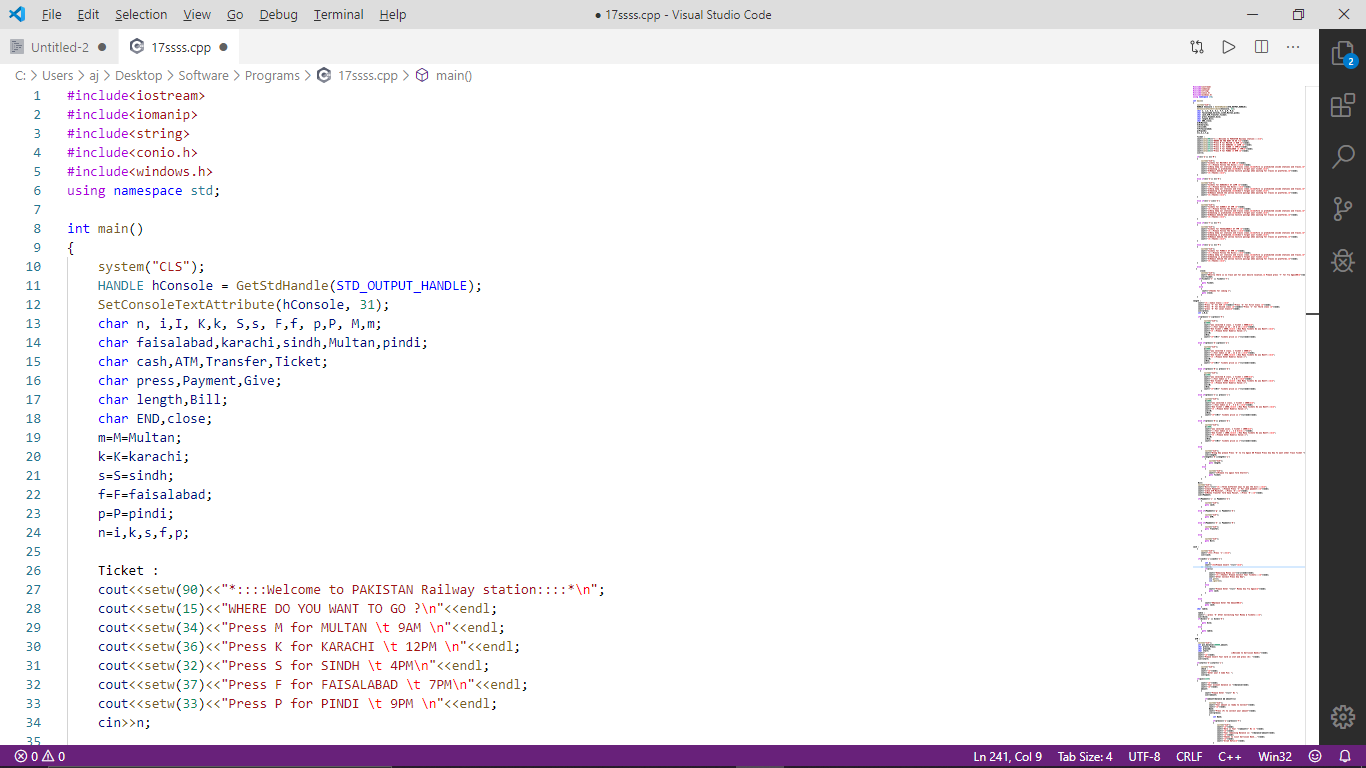 File Edit Selection View Go Debug Terminal Help ● 17ssss.cpp - Visual Studio Code
Untitled-2 ● 17ssss.cpp ●
C: > Users > aj > Desktop > Software > Programs > 17ssss.cpp > main()
1 #include<iostream>
2 #include<iomanip>
3 #include<string>
4 #include<conio.h>
5 #include<windows.h>
6 using namespace std;
7
8 int main()
9 {
10 system("CLS");
11 HANDLE hConsole = GetStdHandle(STD_OUTPUT_HANDLE);
12 SetConsoleTextAttribute(hConsole, 31);
13 char n, i,I, K,k, S,s, F,f, p,P, M,m;
14 char faisalabad,karachi,sindh,Multan,pindi;
15 char cash,ATM,Transfer,Ticket;
16 char press,Payment,Give;
17 char length,Bill;
18 char END,close;
19 m=M=Multan;
20 k=K=karachi;
21 s=S=sindh;
22 f=F=faisalabad;
23 p=P=pindi;
24 n=i,k,s,f,p;
25
26 Ticket :
27 cout<<setw(90)<<"*::::Welcome to PAKISTAN Railway station::::*\n";
28 cout<<setw(15)<<"WHERE DO YOU WANT TO GO ?\n"<<endl;
29 cout<<setw(34)<<"Press M for MULTAN \t 9AM \n"<<endl;
30 cout<<setw(36)<<"Press K for KARACHI \t 12PM \n"<<endl;
31 cout<<setw(32)<<"Press S for SINDH \t 4PM\n"<<endl;
32 cout<<setw(37)<<"Press F for FAISALABAD \t 7PM\n"<<endl;
33 cout<<setw(33)<<"Press P for PINDI \t 9PM \n"<<endl;
34 cin>>n;
35
2
0 0 Ln 241, Col 9 Tab Size: 4 UTF-8 CRLF C++ Win32